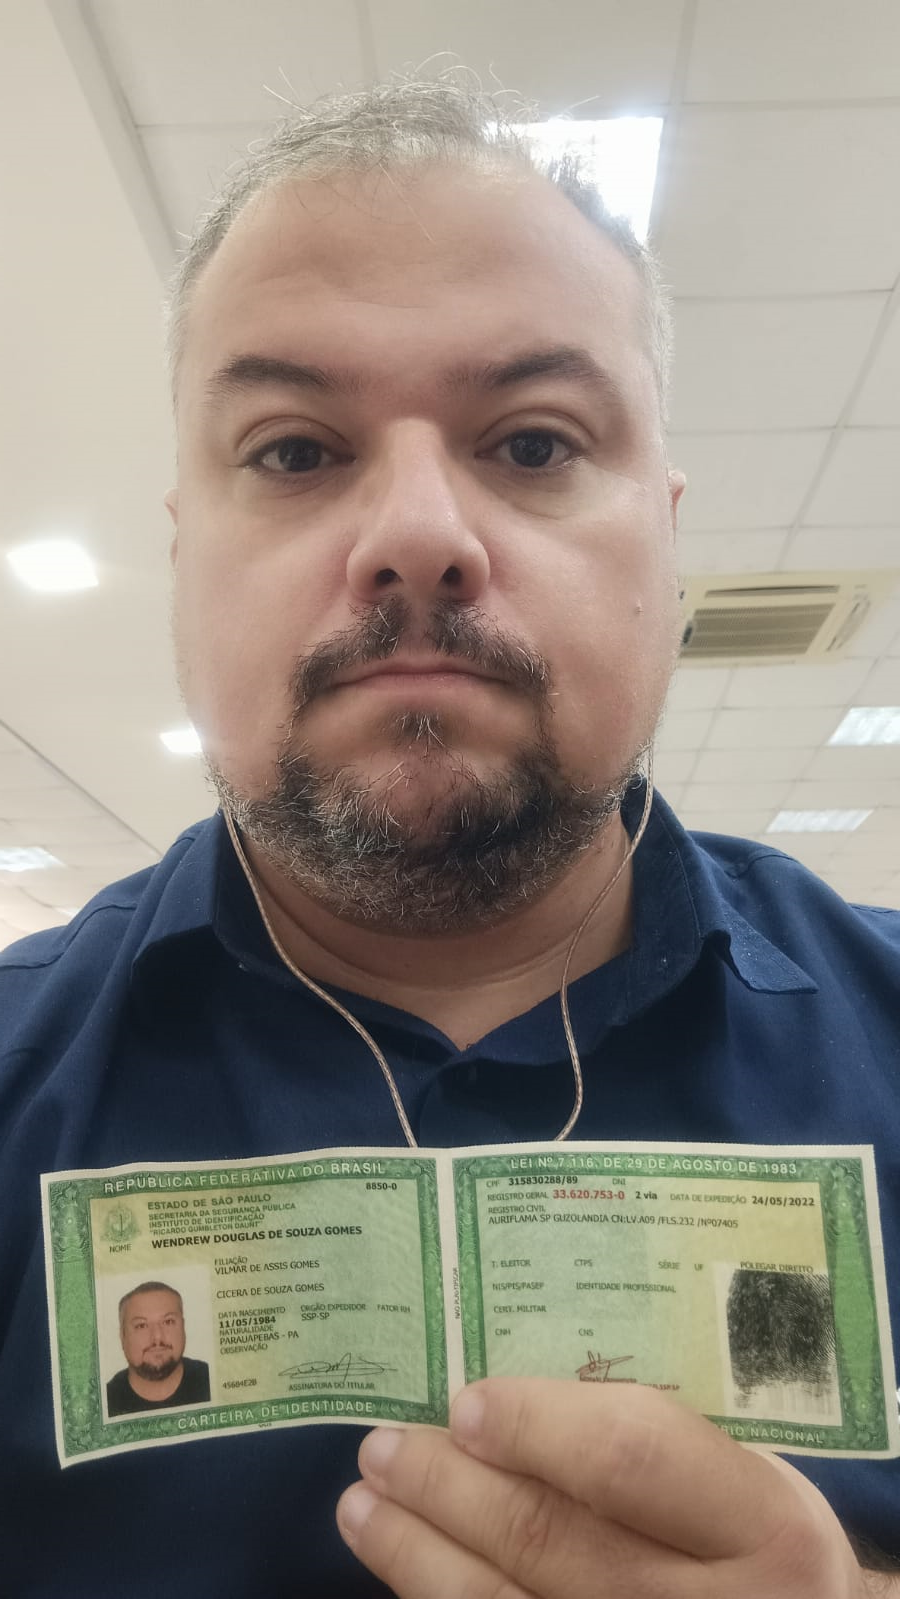 REPÚBLICA FEDERATIVA DO BRASIL
8850-0
ESTADO DE SÃO PAULO
SECRETARIA DA SEGURANÇA PÚBLICA
INSTITUTO DE IDENTIFICAÇÃO
"RICARDO GUMBLETON DAUNT"
NOME
WENDREW DOUGLAS DE SOUZA GOMES
FILIAÇÃO
VILMAR DE ASSIS GOMES
CICERA DE SOUZA GOMES
DATA NASCIMENTO ORGÃO EXPEDIDOR FATOR RH
11/05/1984 SSP-SP
NATURALIDADE
PARAUAPEBAS - PA
OBSERVAÇÃO
45684E2B
ASSINATURA DO TITULAR
CARTEIRA DE IDENTIDADE
LEI Nº 7.116, DE 29 DE AGOSTO DE 1983
CPF 315830288/89 DNI
REGISTRO GERAL 33.620.753-0 2 via DATA DE EXPEDIÇÃO 24/05/2022
REGISTRO CIVIL
AURIFLAMA SP GUZOLANDIA CN:LV.A09 /FLS.232 /Nº07405
T. ELEITOR CTPS SÉRIE UF POLEGAR DIREITO
NIS/PIS/PASEP IDENTIDADE PROFISSIONAL
CERT. MILITAR
CNH CNS
NACIONAL